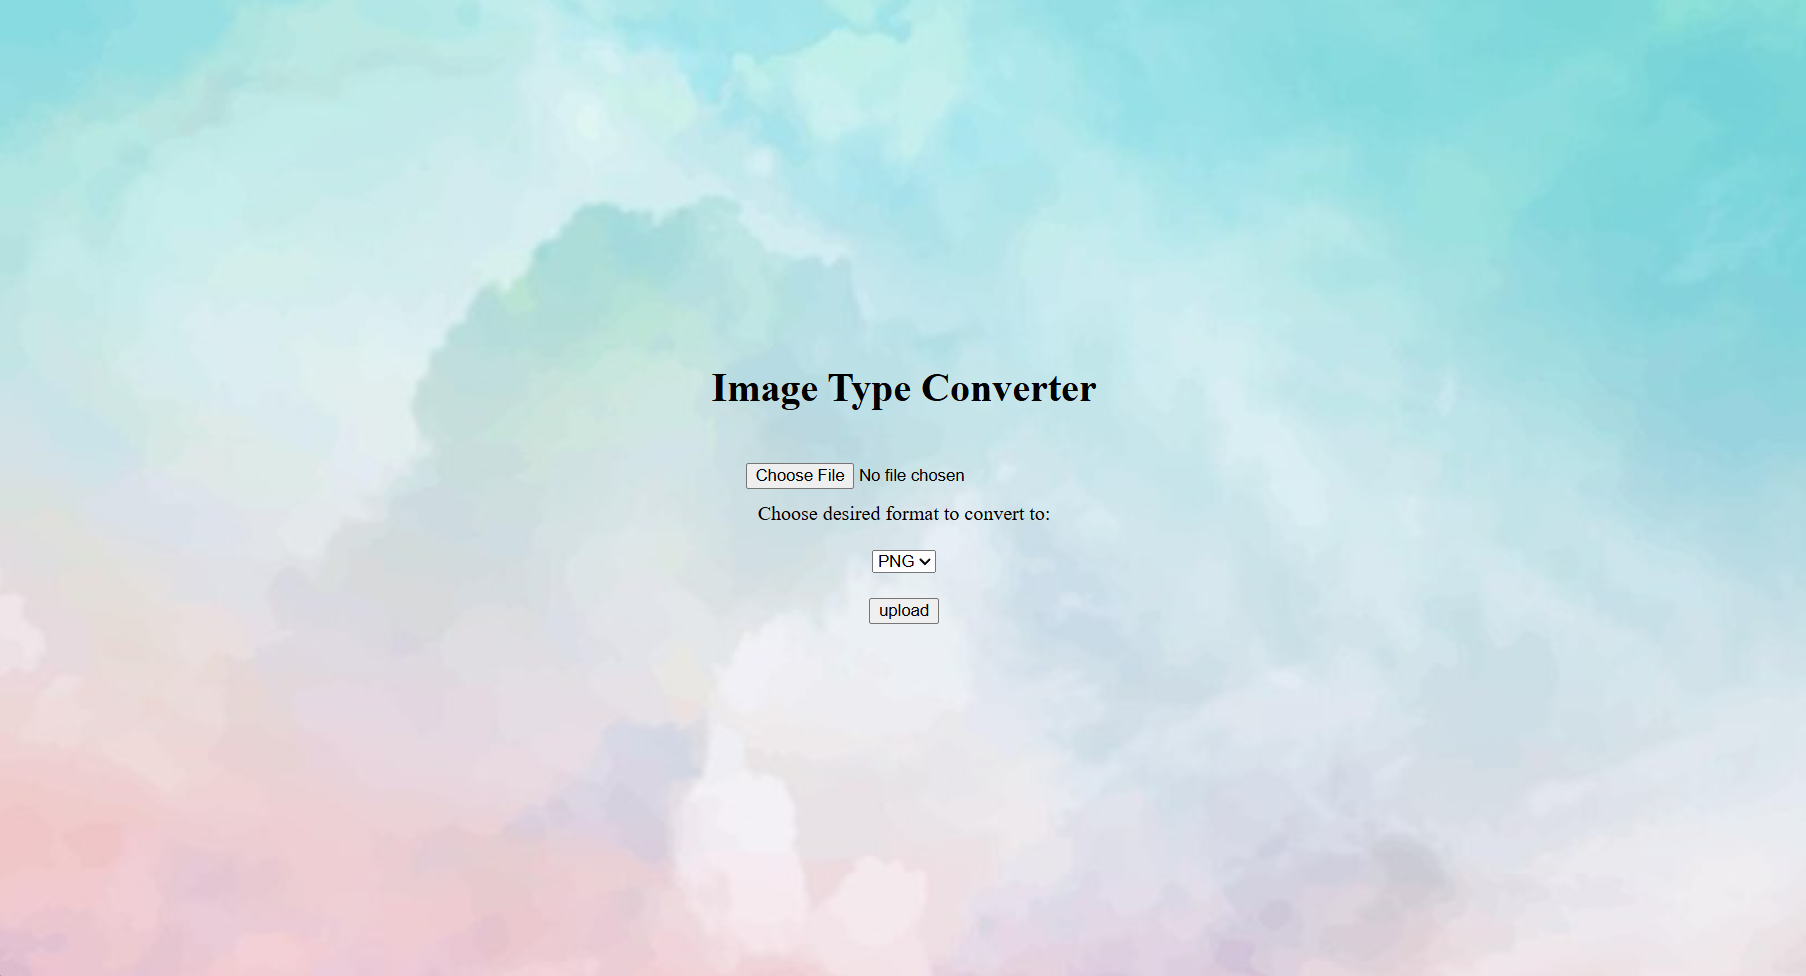 Image Type Converter
Choose File No file chosen
Choose desired format to convert to:
PNG
upload